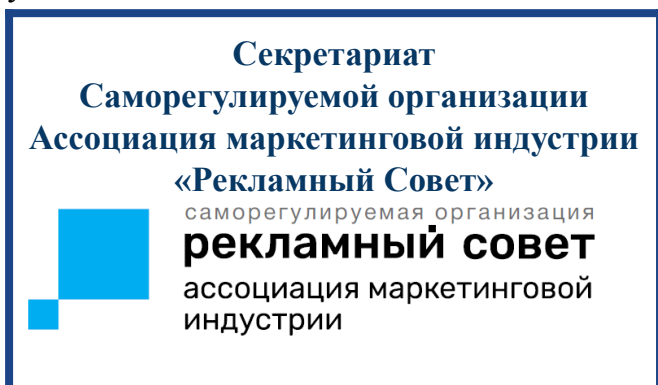 Секретариат
Саморегулируемой организации
Ассоциация маркетинговой индустрии
«Рекламный Совет»
саморегулируемая организация
рекламный совет
ассоциация маркетинговой
индустрии